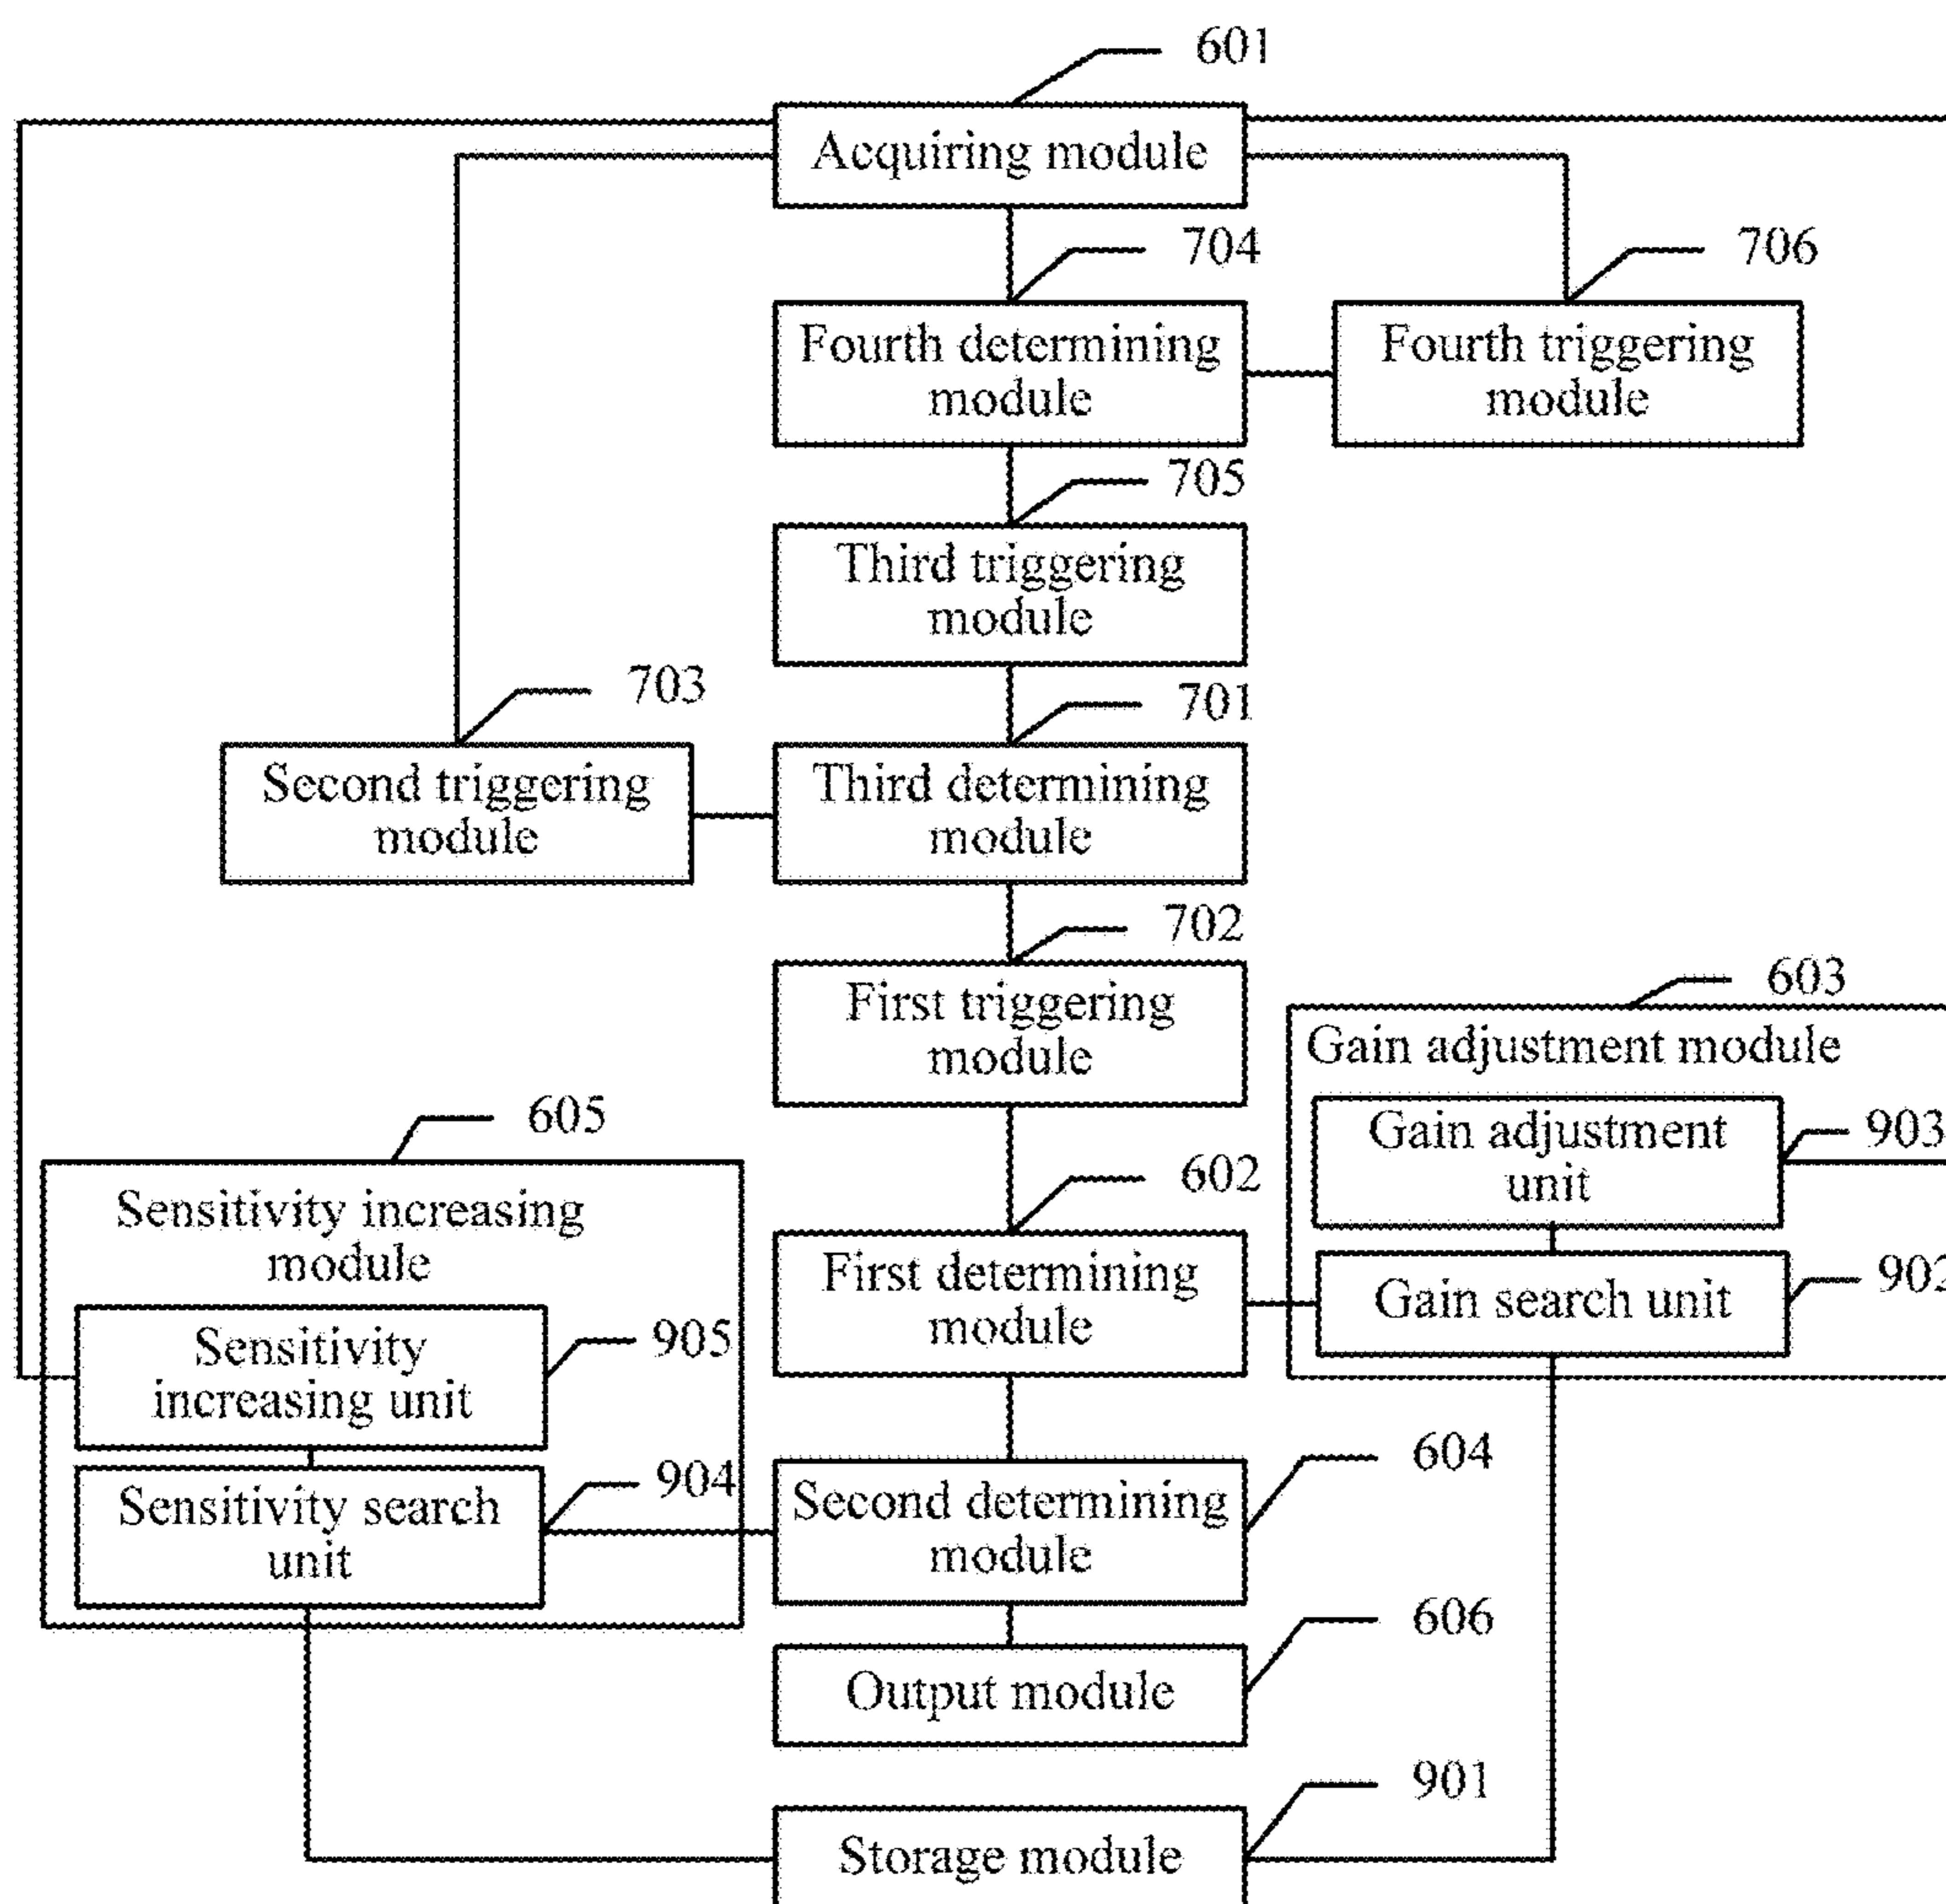 601
Acquiring module
704
706
Fourth determining
module
Fourth triggering
module
705
Third triggering
module
703
701
Second triggering
module
Third determining
module
702
First triggering
module
603
Gain adjustment module
Gain adjustment
unit
903
605
Sensitivity increasing
module
602
First determining
module
Gain search unit
902
Sensitivity
increasing unit
905
604
Sensitivity search
unit
904
Second determining
module
606
Output module
901
Storage module